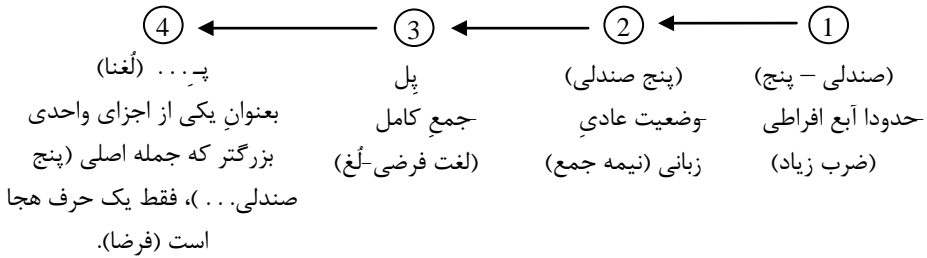 1
(صندلی – پنج)
-حدودا آبع افراطی
(ضرب زیاد)
2
(پنج صندلی)
-وضعیت عادیِ
زبانی (نیمه جمع)
3
پِل
-جمعِ کامل
(لغت فرضی-لُغ)
4
پـِ... (لُغنا)
بعنوانِ یکی از اجزای واحدی
بزرگتر که جمله اصلی (پنج
صندلی...)، فقط یک حرف هجا
است (فرضا).